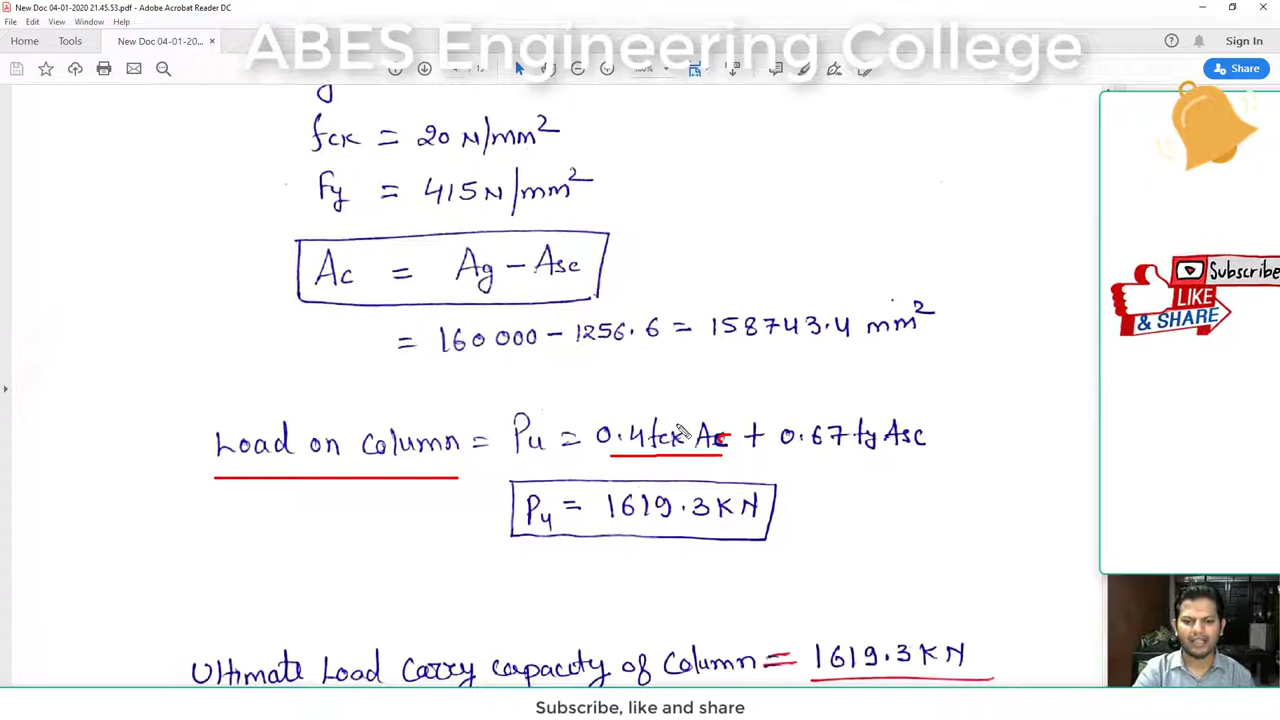 New Doc 04-01-2020 21.45.53.pdf - Adobe Acrobat Reader DC
File Edit View Window Help
Home Tools New Doc 04-01-20... × Sign In
ABES Engineering College
Share
fck = 20 N/mm²
Fy = 415 N/mm²
Ac = Ag - Asc
= 160 000 - 1256.6 = 158743.4 mm²
Load on column = Pu = 0.4fck Ac + 0.67fy Asc
Pu = 1619.3 KN
Ultimate Load Carry capacity of Column = 1619.3 KN
Subscribe
LIKE
& SHARE
Subscribe, like and share